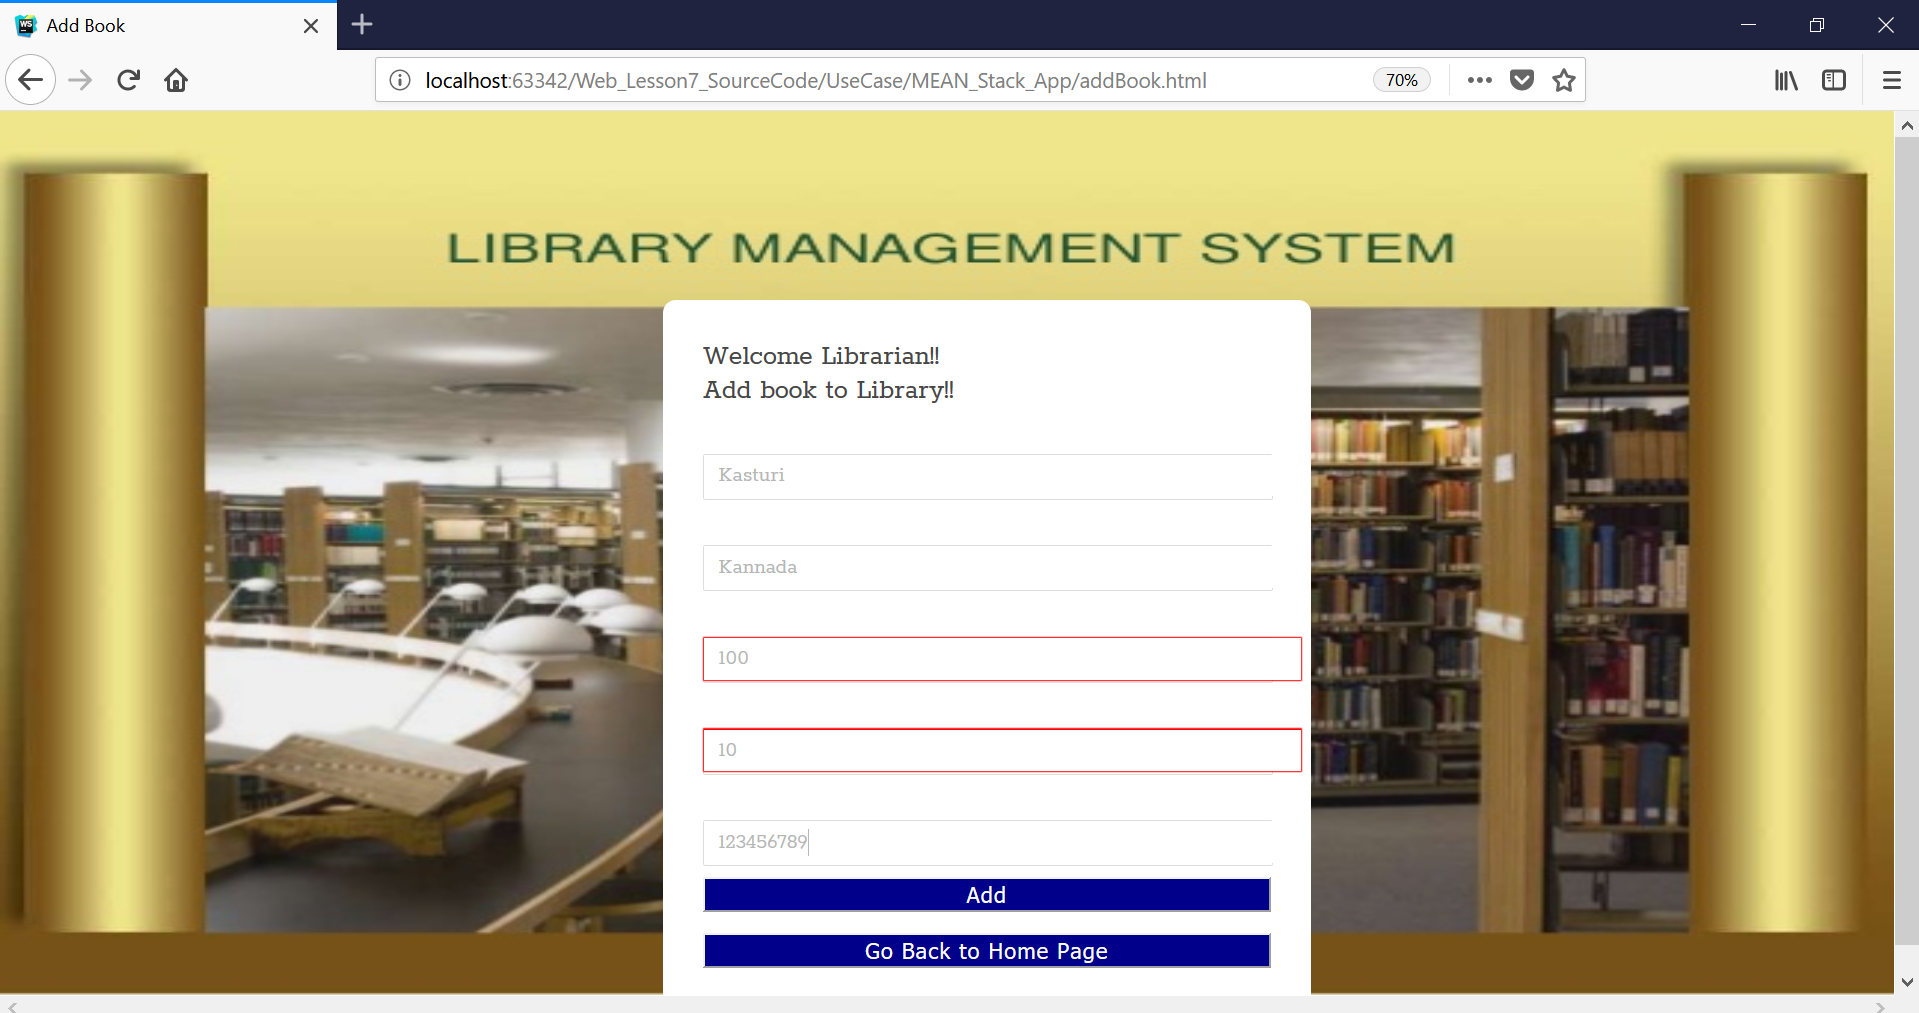 Add Book
localhost:63342/Web_Lesson7_SourceCode/UseCase/MEAN_Stack_App/addBook.html
70%
LIBRARY MANAGEMENT SYSTEM
Welcome Librarian!!
Add book to Library!!
Kasturi
Kannada
100
10
123456789
Add
Go Back to Home Page